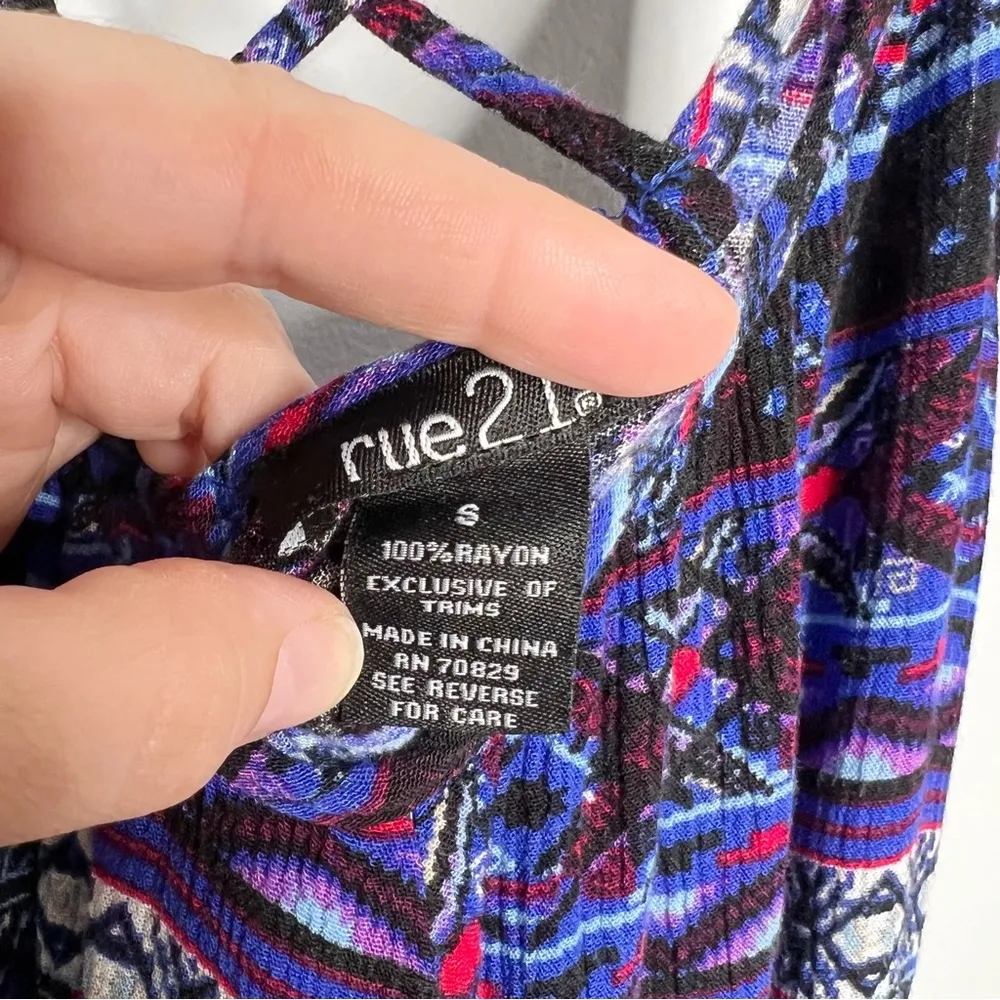 rue21®
S
100%RAYON
EXCLUSIVE OF
TRIMS
MADE IN CHINA
RN 70829
SEE REVERSE
FOR CARE